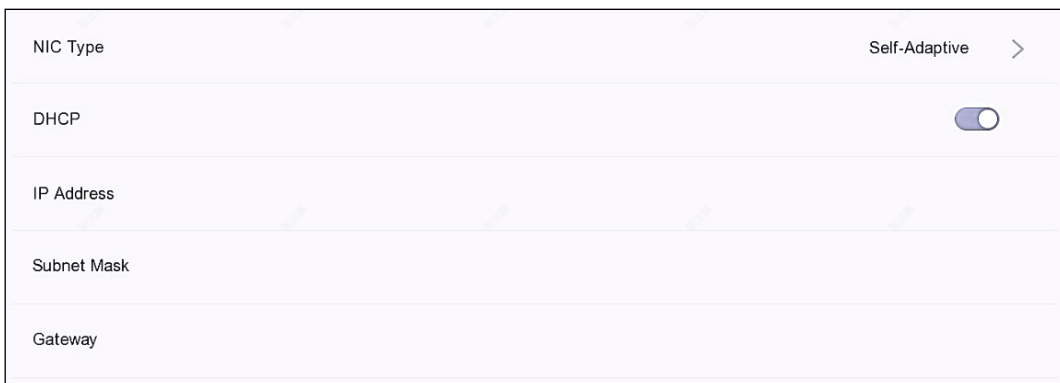 NIC Type Self-Adaptive
DHCP
IP Address
Subnet Mask
Gateway